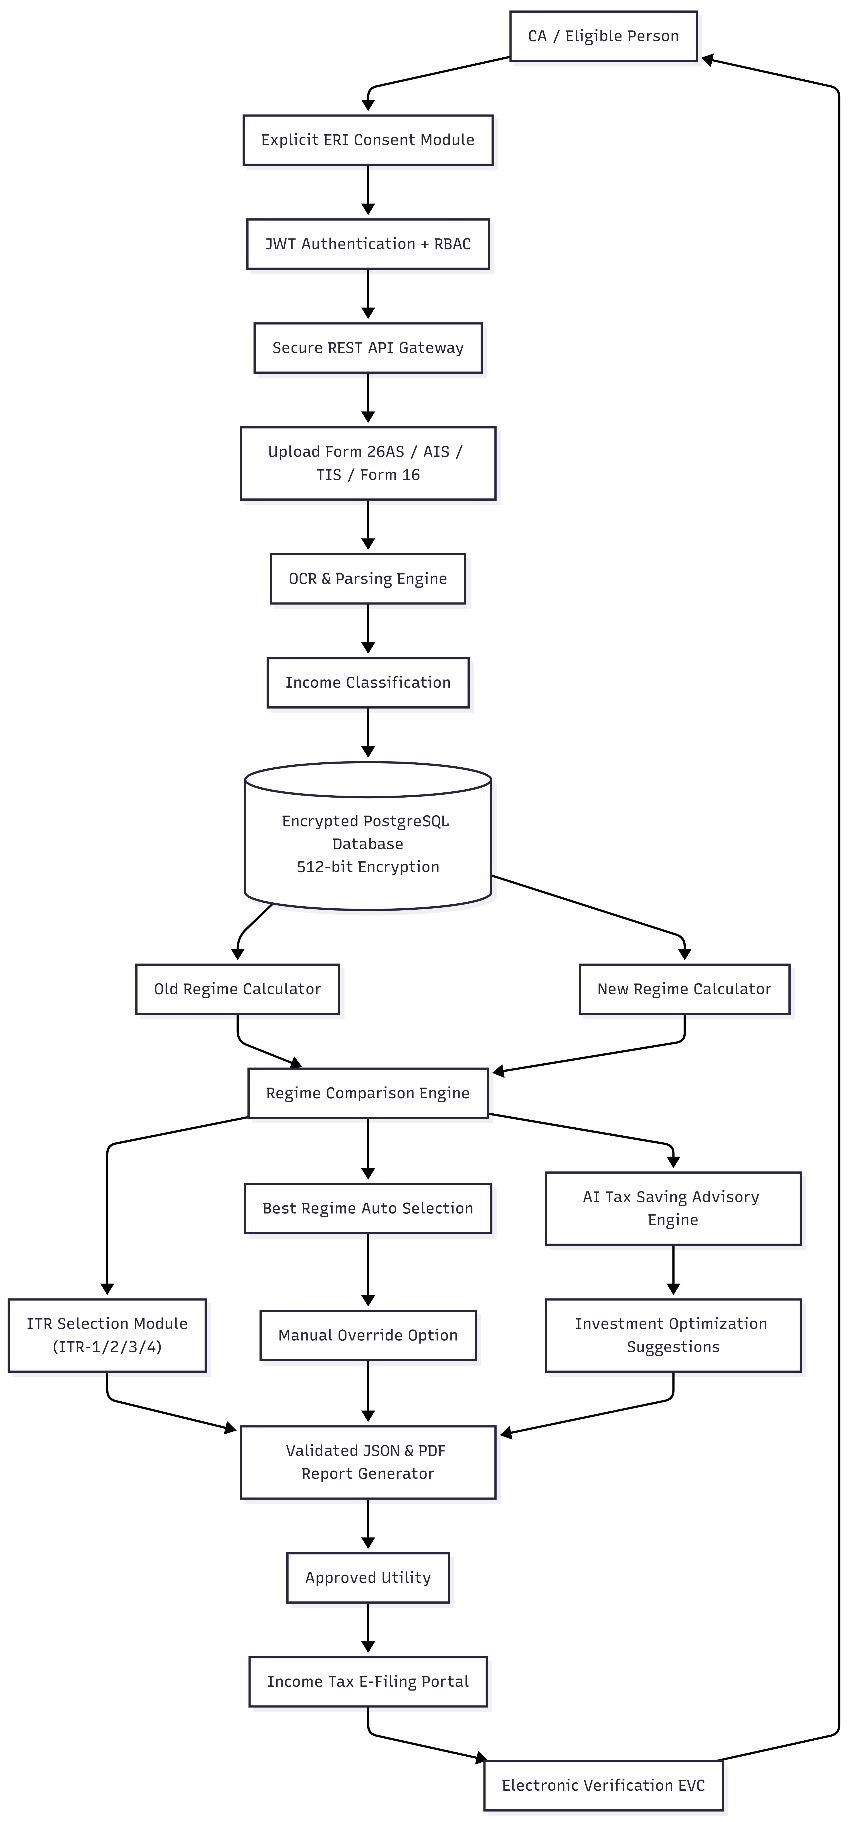 CA / Eligible Person
Explicit ERI Consent Module
JWT Authentication + RBAC
Secure REST API Gateway
Upload Form 26AS / AIS /
TIS / Form 16
OCR & Parsing Engine
Income Classification
Encrypted PostgreSQL
Database
512-bit Encryption
Old Regime Calculator
New Regime Calculator
Regime Comparison Engine
Best Regime Auto Selection
AI Tax Saving Advisory
Engine
ITR Selection Module
(ITR-1/2/3/4)
Manual Override Option
Investment Optimization
Suggestions
Validated JSON & PDF
Report Generator
Approved Utility
Income Tax E-Filing Portal
Electronic Verification EVC